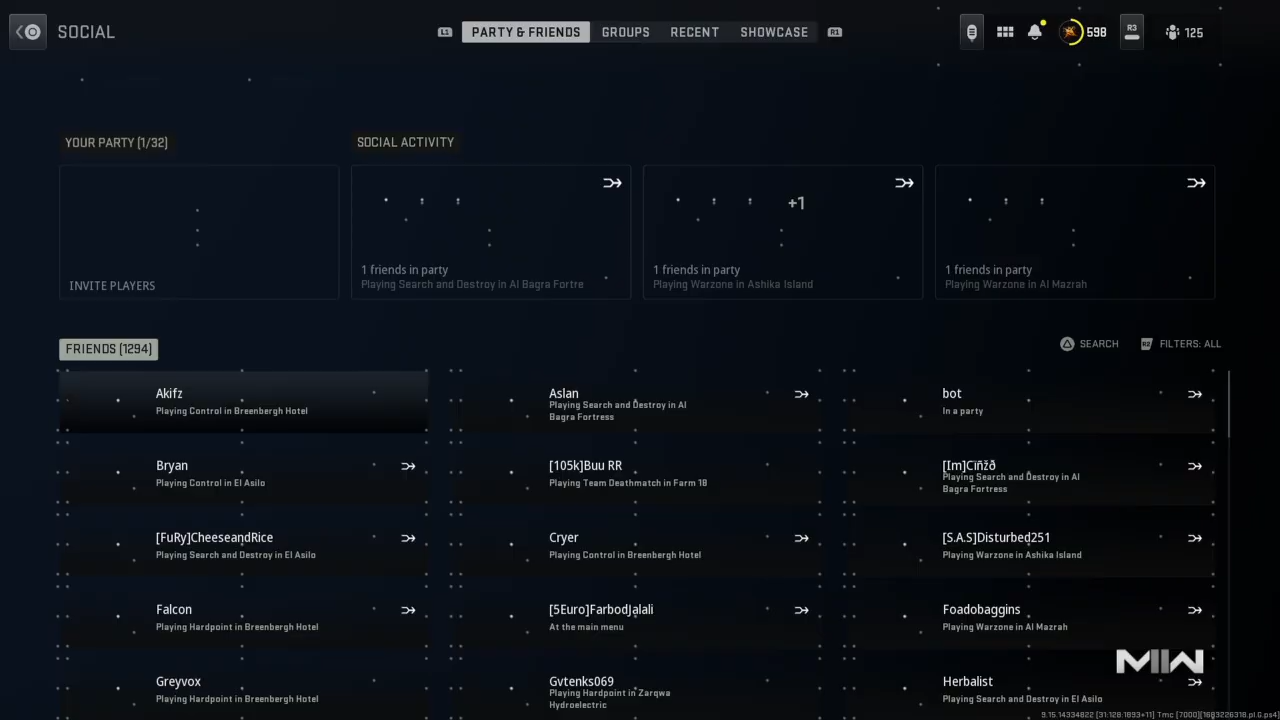 SOCIAL
L1 PARTY & FRIENDS GROUPS RECENT SHOWCASE R1
598 R3 125
YOUR PARTY (1/32) SOCIAL ACTIVITY
+1
1 friends in party
Playing Search and Destroy in Al Bagra Fortre
1 friends in party
Playing Warzone in Ashika Island
1 friends in party
Playing Warzone in Al Mazrah
INVITE PLAYERS
FRIENDS (1294)
SEARCH R2 FILTERS: ALL
Akifz
Playing Control in Breenbergh Hotel
Aslan
Playing Search and Destroy in Al
Bagra Fortress
bot
In a party
Bryan
Playing Control in El Asilo
[105k]Buu RR
Playing Team Deathmatch in Farm 18
[Im]Cïñžð
Playing Search and Destroy in Al
Bagra Fortress
[FuRy]CheeseandRice
Playing Search and Destroy in El Asilo
Cryer
Playing Control in Breenbergh Hotel
[S.A.S]Disturbed251
Playing Warzone in Ashika Island
Falcon
Playing Hardpoint in Breenbergh Hotel
[5Euro]FarbodJalali
At the main menu
Foadobaggins
Playing Warzone in Al Mazrah
Greyvox
Playing Hardpoint in Breenbergh Hotel
Gvtenks069
Playing Hardpoint in Zarqwa
Hydroelectric
Herbalist
Playing Search and Destroy in El Asilo
MW